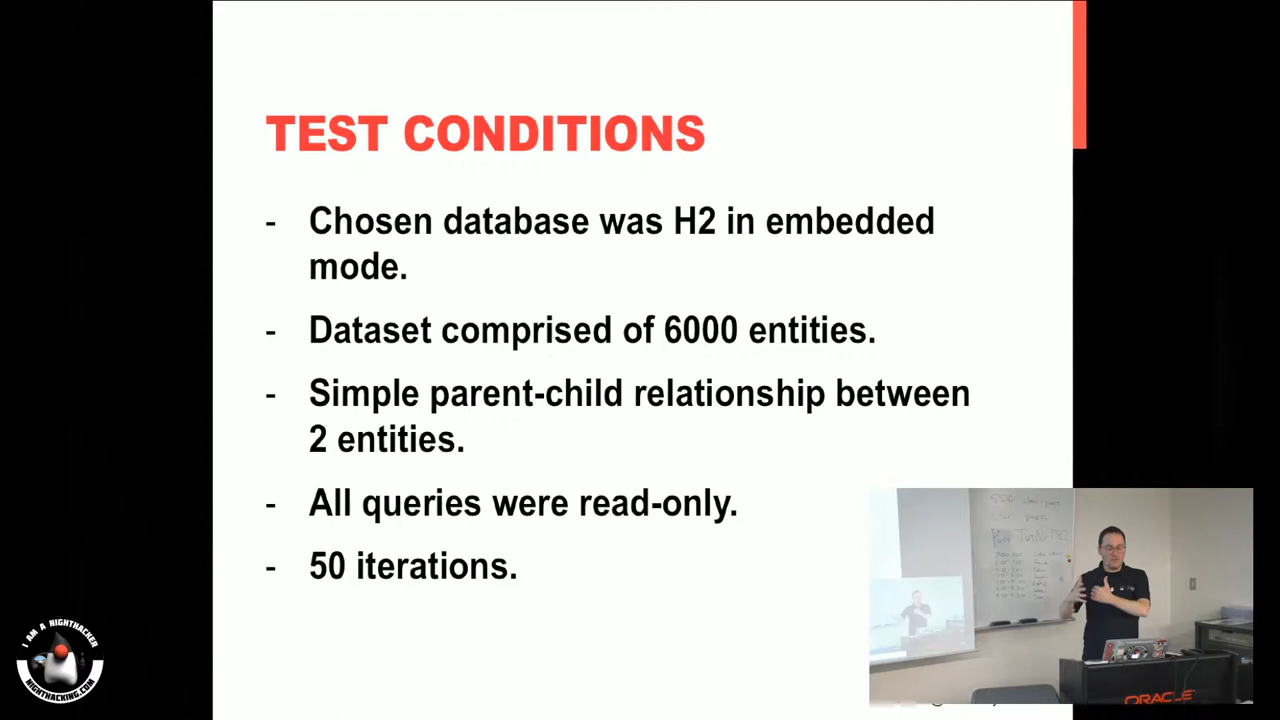 TEST CONDITIONS
- Chosen database was H2 in embedded
mode.
- Dataset comprised of 6000 entities.
- Simple parent-child relationship between
2 entities.
- All queries were read-only.
- 50 iterations.
I AM A NIGHTHACKER
NIGHTHACKING.COM
ORACLE